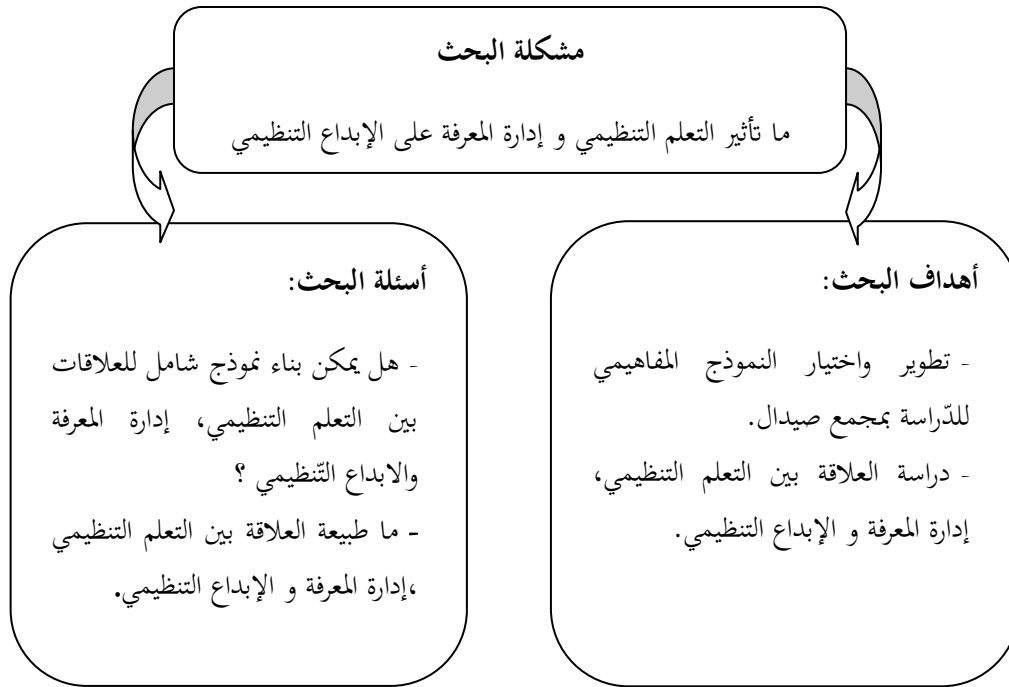 مشكلة البحث
ما تأثير التعلم التنظيمي و إدارة المعرفة على الإبداع التنظيمي
أهداف البحث:
- تطوير واختيار النموذج المفاهيمي
للدّراسة بمجمع صيدال.
- دراسة العلاقة بين التعلم التنظيمي،
إدارة المعرفة و الإبداع التنظيمي.
أسئلة البحث:
- هل يمكن بناء نموذج شامل للعلاقات
بين التعلم التنظيمي، إدارة المعرفة
والابداع التّنظيمي ؟
- ما طبيعة العلاقة بين التعلم التنظيمي
،إدارة المعرفة و الإبداع التنظيمي.